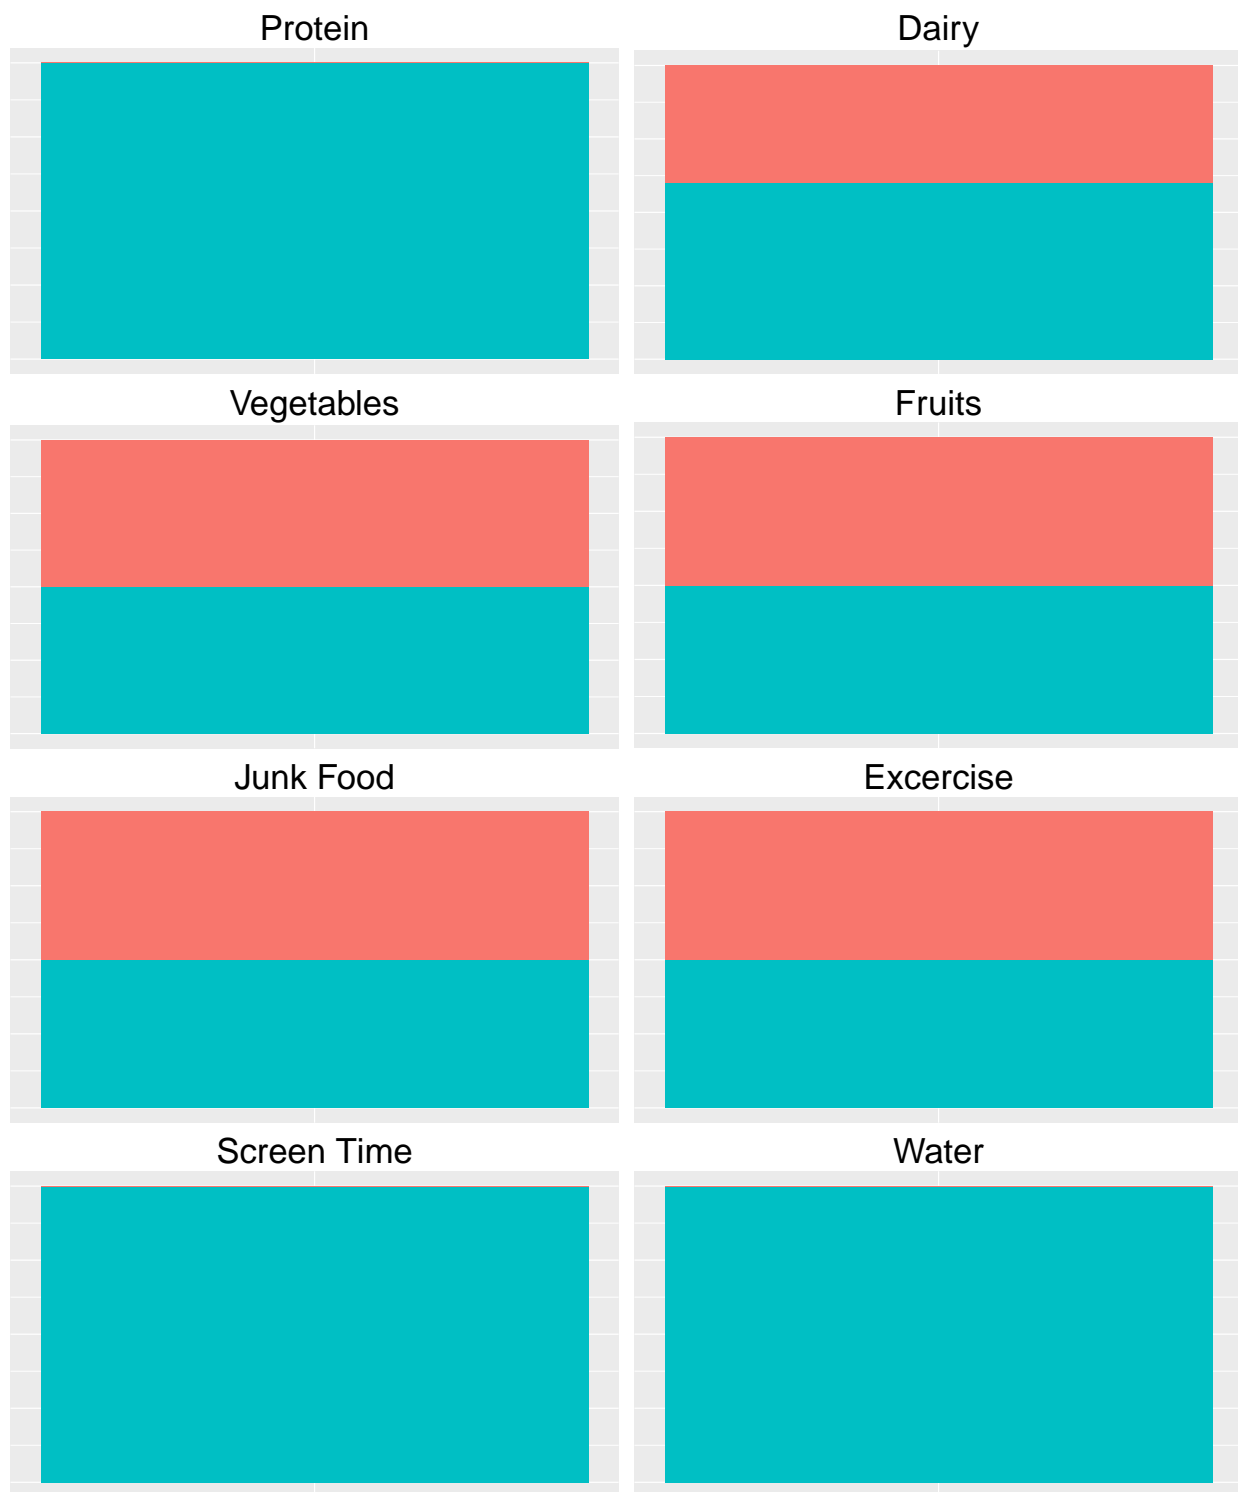 Protein
Dairy
Vegetables
Fruits
Junk Food
Excercise
Screen Time
Water